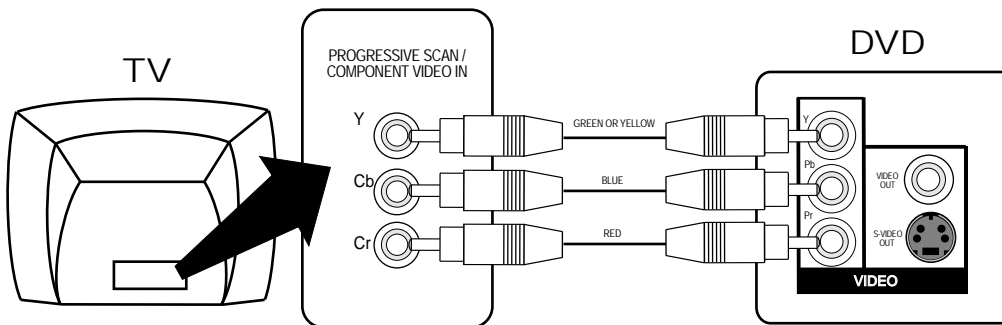 TV
PROGRESSIVE SCAN /
COMPONENT VIDEO IN
Y
Cb
Cr
GREEN OR YELLOW
BLUE
RED
DVD
Y
Pb
Pr
VIDEO
OUT
S-VIDEO
OUT
VIDEO